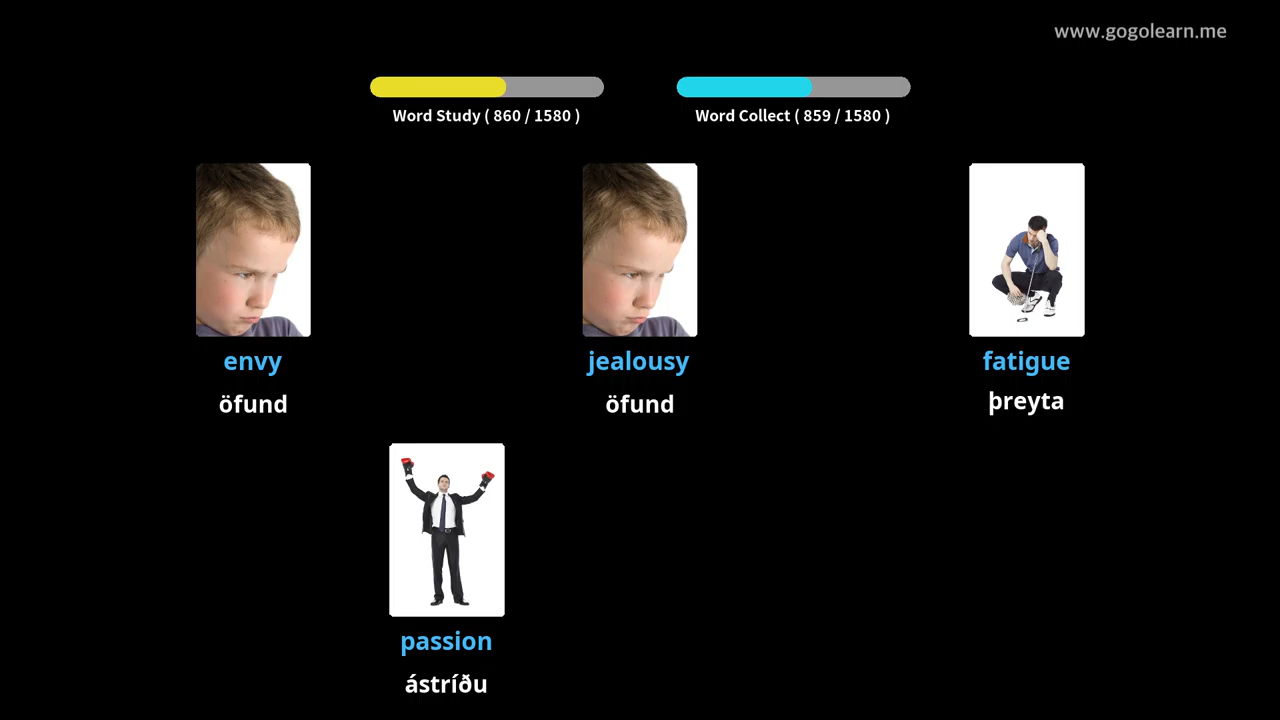 www.gogolearn.me
Word Study ( 860 / 1580 )
Word Collect ( 859 / 1580 )
envy
jealousy
fatigue
öfund
öfund
þreyta
passion
ástríðu